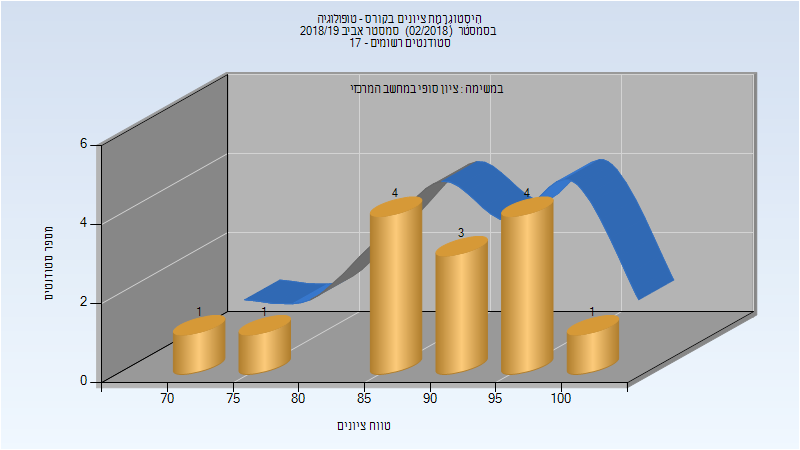 היסטוגרמת ציונים בקורס - טופולוגיה
בסמסטר (02/2018) סמסטר אביב 2018/19
סטודנטים רשומים - 17
במשימה : ציון סופי במחשב המרכזי
6
4
2
0
מספר סטודנטים
1
1
4
3
4
1
70
75
80
85
90
95
100
טווח ציונים